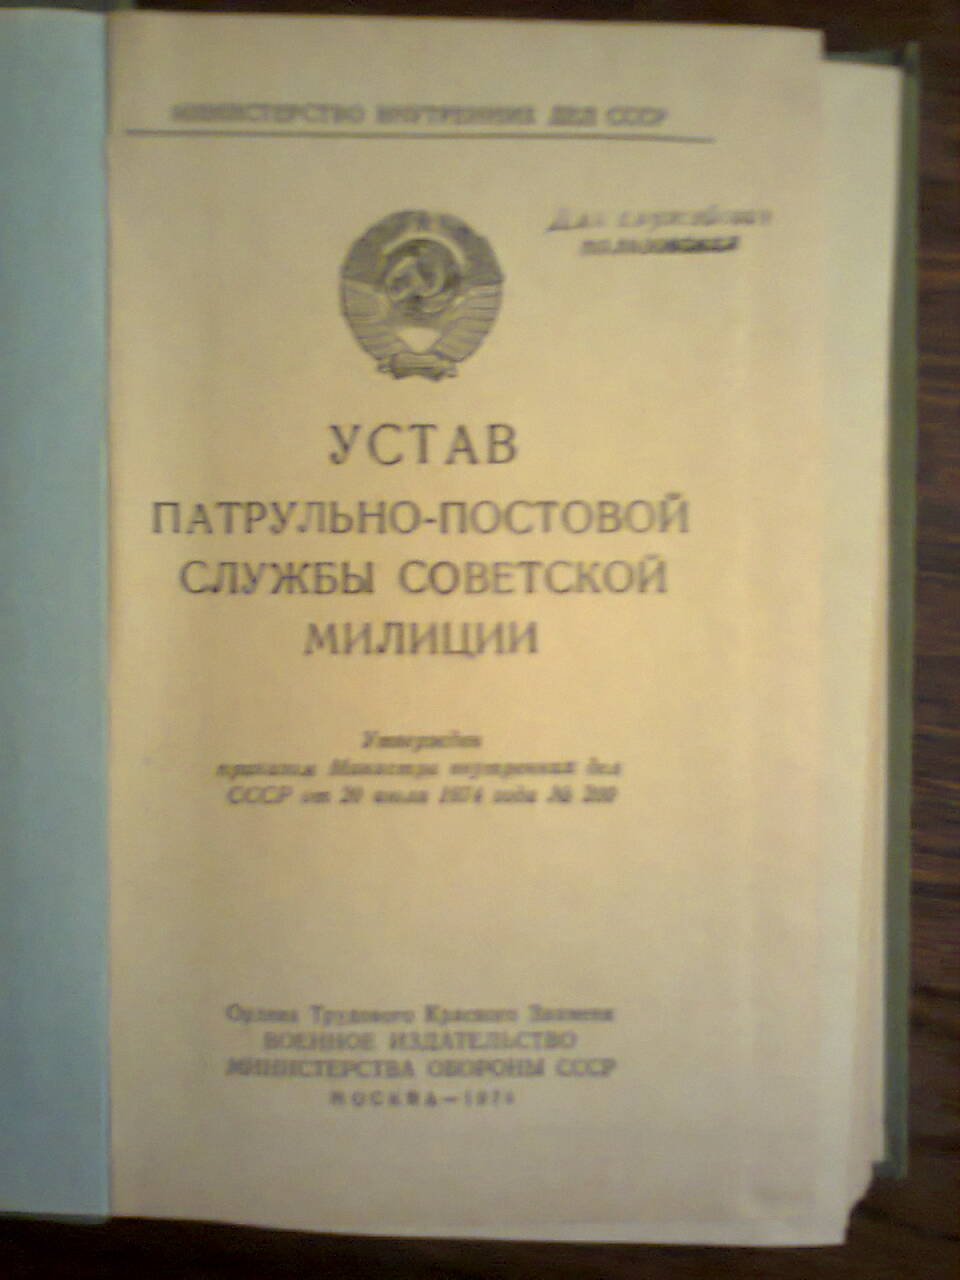 МИНИСТЕРСТВО ВНУТРЕННИХ ДЕЛ СССР
Для служебного
пользования
УСТАВ
ПАТРУЛЬНО-ПОСТОВОЙ
СЛУЖБЫ СОВЕТСКОЙ
МИЛИЦИИ
Утвержден
приказом Министра внутренних дел
СССР от 20 июля 1974 года №
Ордена Трудового Красного Знамени
ВОЕННОЕ ИЗДАТЕЛЬСТВО
МИНИСТЕРСТВА ОБОРОНЫ СССР
МОСКВА—1974